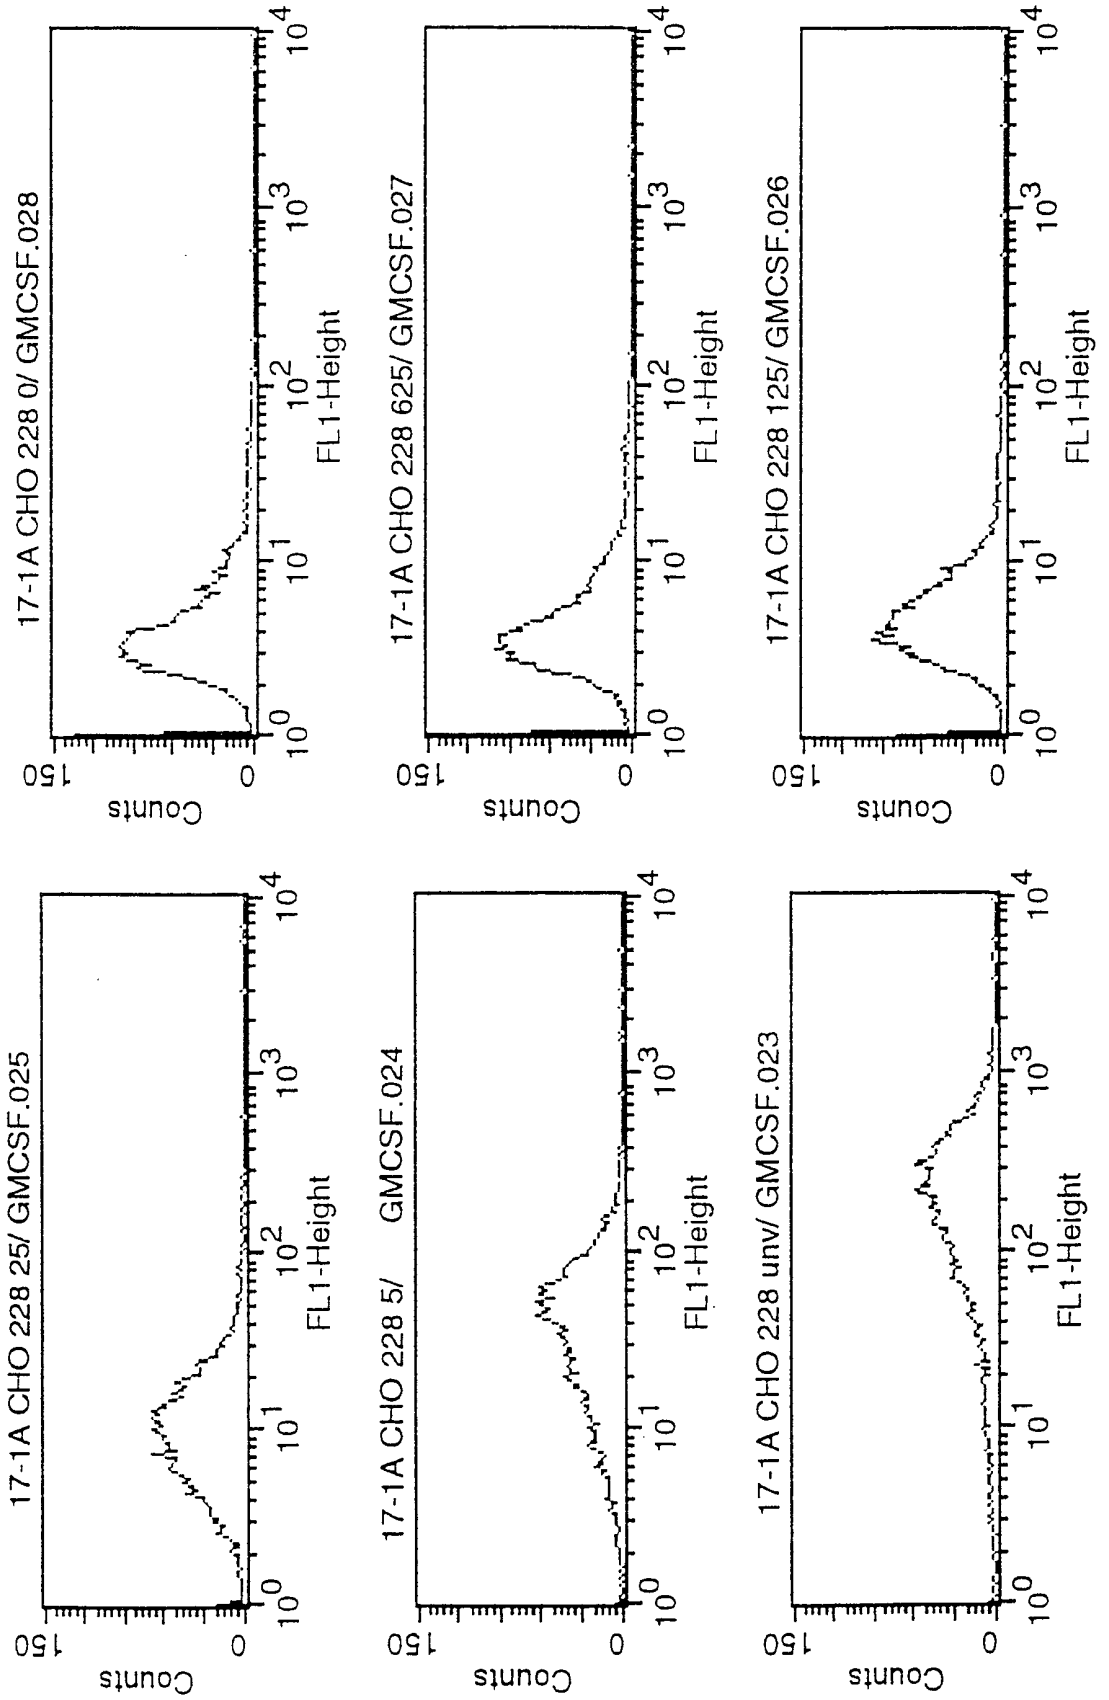 17-1A CHO 228 25/ GMCSF.025
Counts
150
0
10^0 10^1 10^2 10^3 10^4
FL1-Height
17-1A CHO 228 0/ GMCSF.028
Counts
150
0
10^0 10^1 10^2 10^3 10^4
FL1-Height
17-1A CHO 228 5/ GMCSF.024
Counts
150
0
10^0 10^1 10^2 10^3 10^4
FL1-Height
17-1A CHO 228 625/ GMCSF.027
Counts
150
0
10^0 10^1 10^2 10^3 10^4
FL1-Height
17-1A CHO 228 unv/ GMCSF.023
Counts
150
0
10^0 10^1 10^2 10^3 10^4
FL1-Height
17-1A CHO 228 125/ GMCSF.026
Counts
150
0
10^0 10^1 10^2 10^3 10^4
FL1-Height